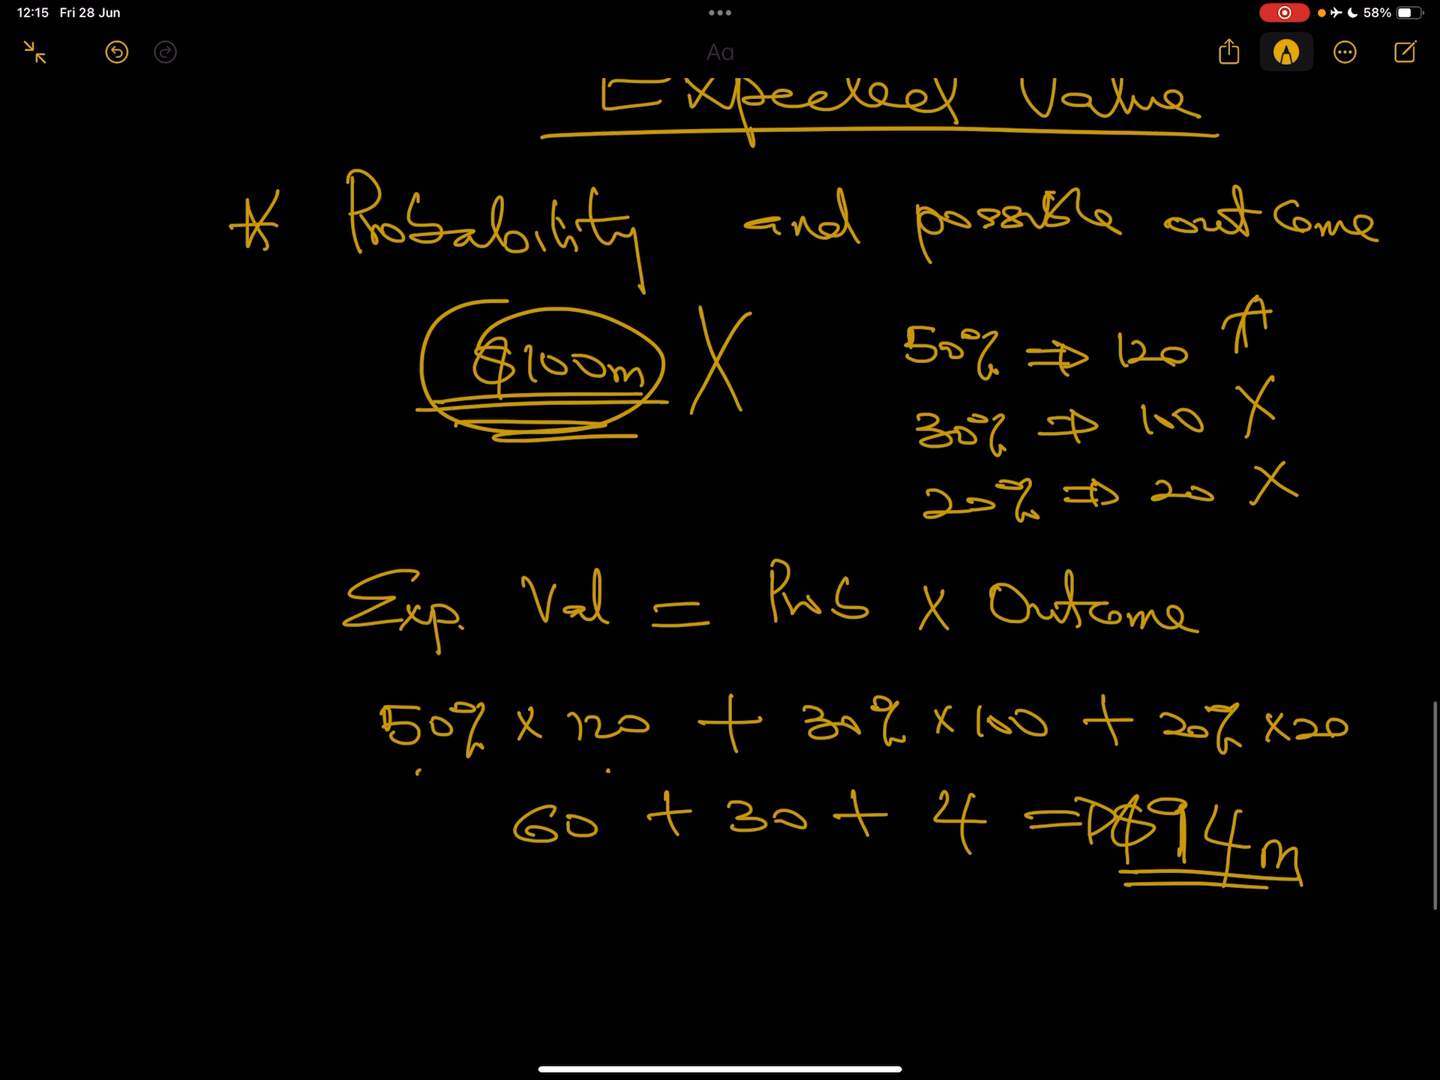 12:15 Fri 28 Jun
58%
Aa
Expected Value
* Probability and possible outcome
$100m X
50% ⇒ 120 ↑
30% ⇒ 100 X
20% ⇒ 20 X
Exp. Val = Prob X Outcome
50% x 120 + 30% x 100 + 20% x 20
60 + 30 + 4 = $94m